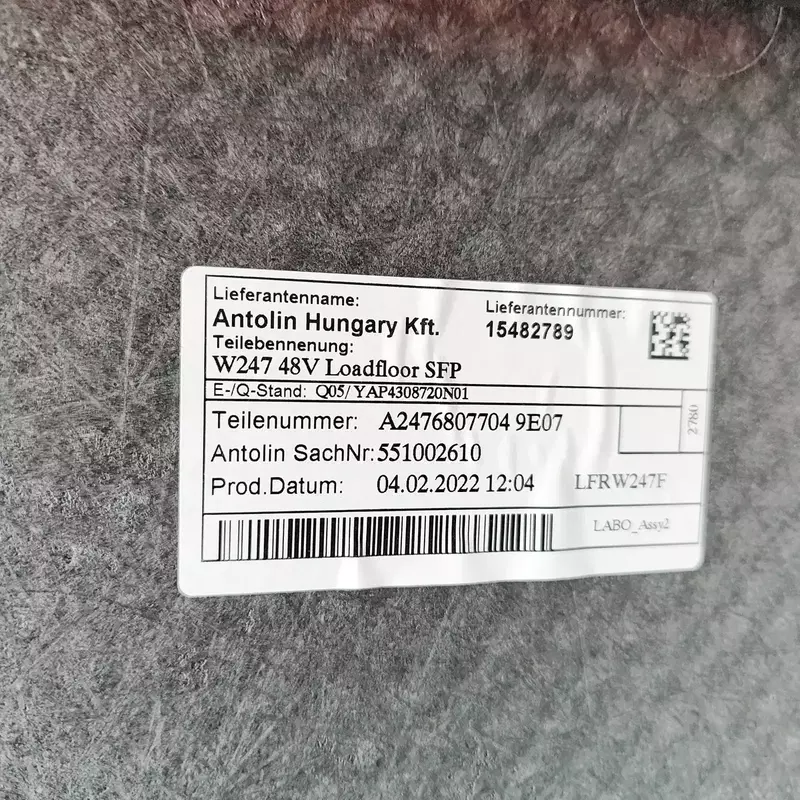 Lieferantenname:
Antolin Hungary Kft.
Lieferantennummer:
15482789
Teilebennenung:
W247 48V Loadfloor SFP
E-/Q-Stand: Q05/ YAP4308720N01
Teilenummer: A2476807704 9E07
2780
Antolin SachNr: 551002610
Prod.Datum: 04.02.2022 12:04 LFRW247F
LABO_Assy2